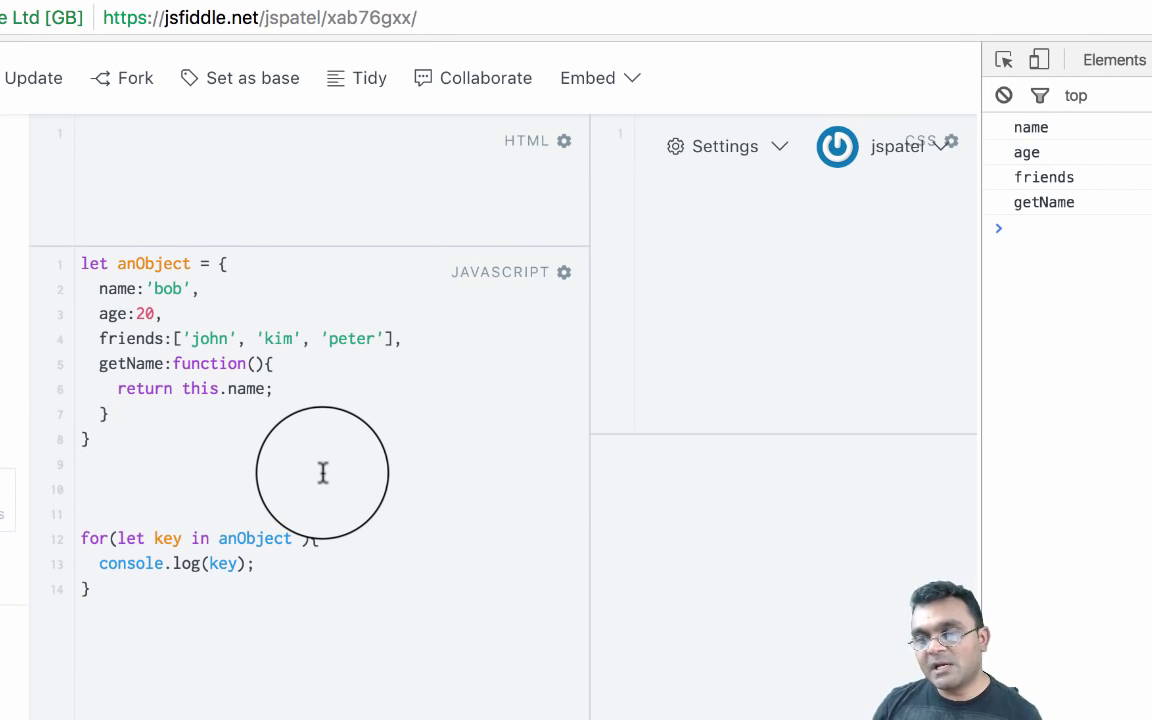 e Ltd [GB] https://jsfiddle.net/jspatel/xab76gxx/
Update Fork Set as base Tidy Collaborate Embed
Elements
top
1 HTML
1 Settings jspatel CSS
name
age
friends
getName
JAVASCRIPT
1 let anObject = {
2 name:'bob',
3 age:20,
4 friends:['john', 'kim', 'peter'],
5 getName:function(){
6 return this.name;
7 }
8 }
9
10
11
12 for(let key in anObject ){
13 console.log(key);
14 }
s